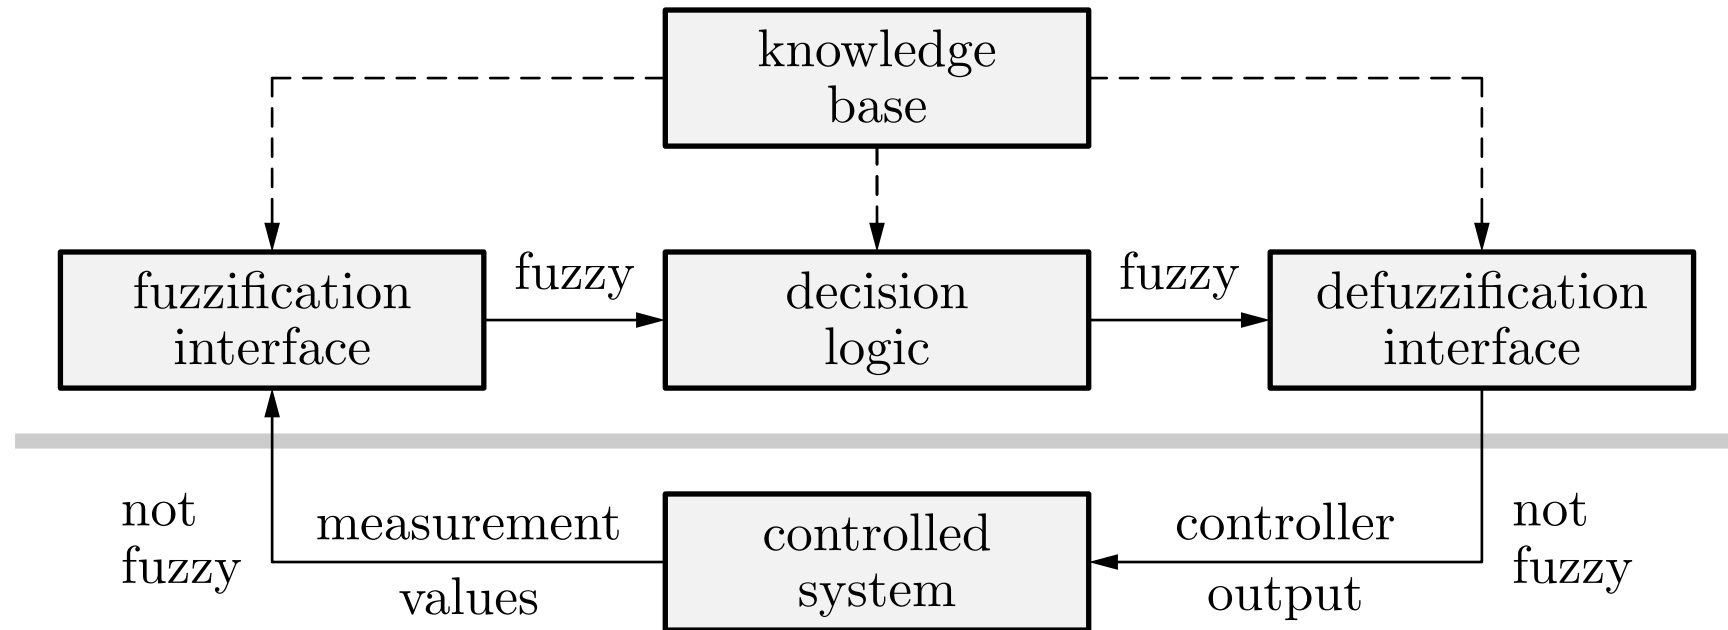 knowledge
base
fuzzy
fuzzy
fuzzification
interface
decision
logic
defuzzification
interface
not
fuzzy
measurement
values
controlled
system
controller
output
not
fuzzy